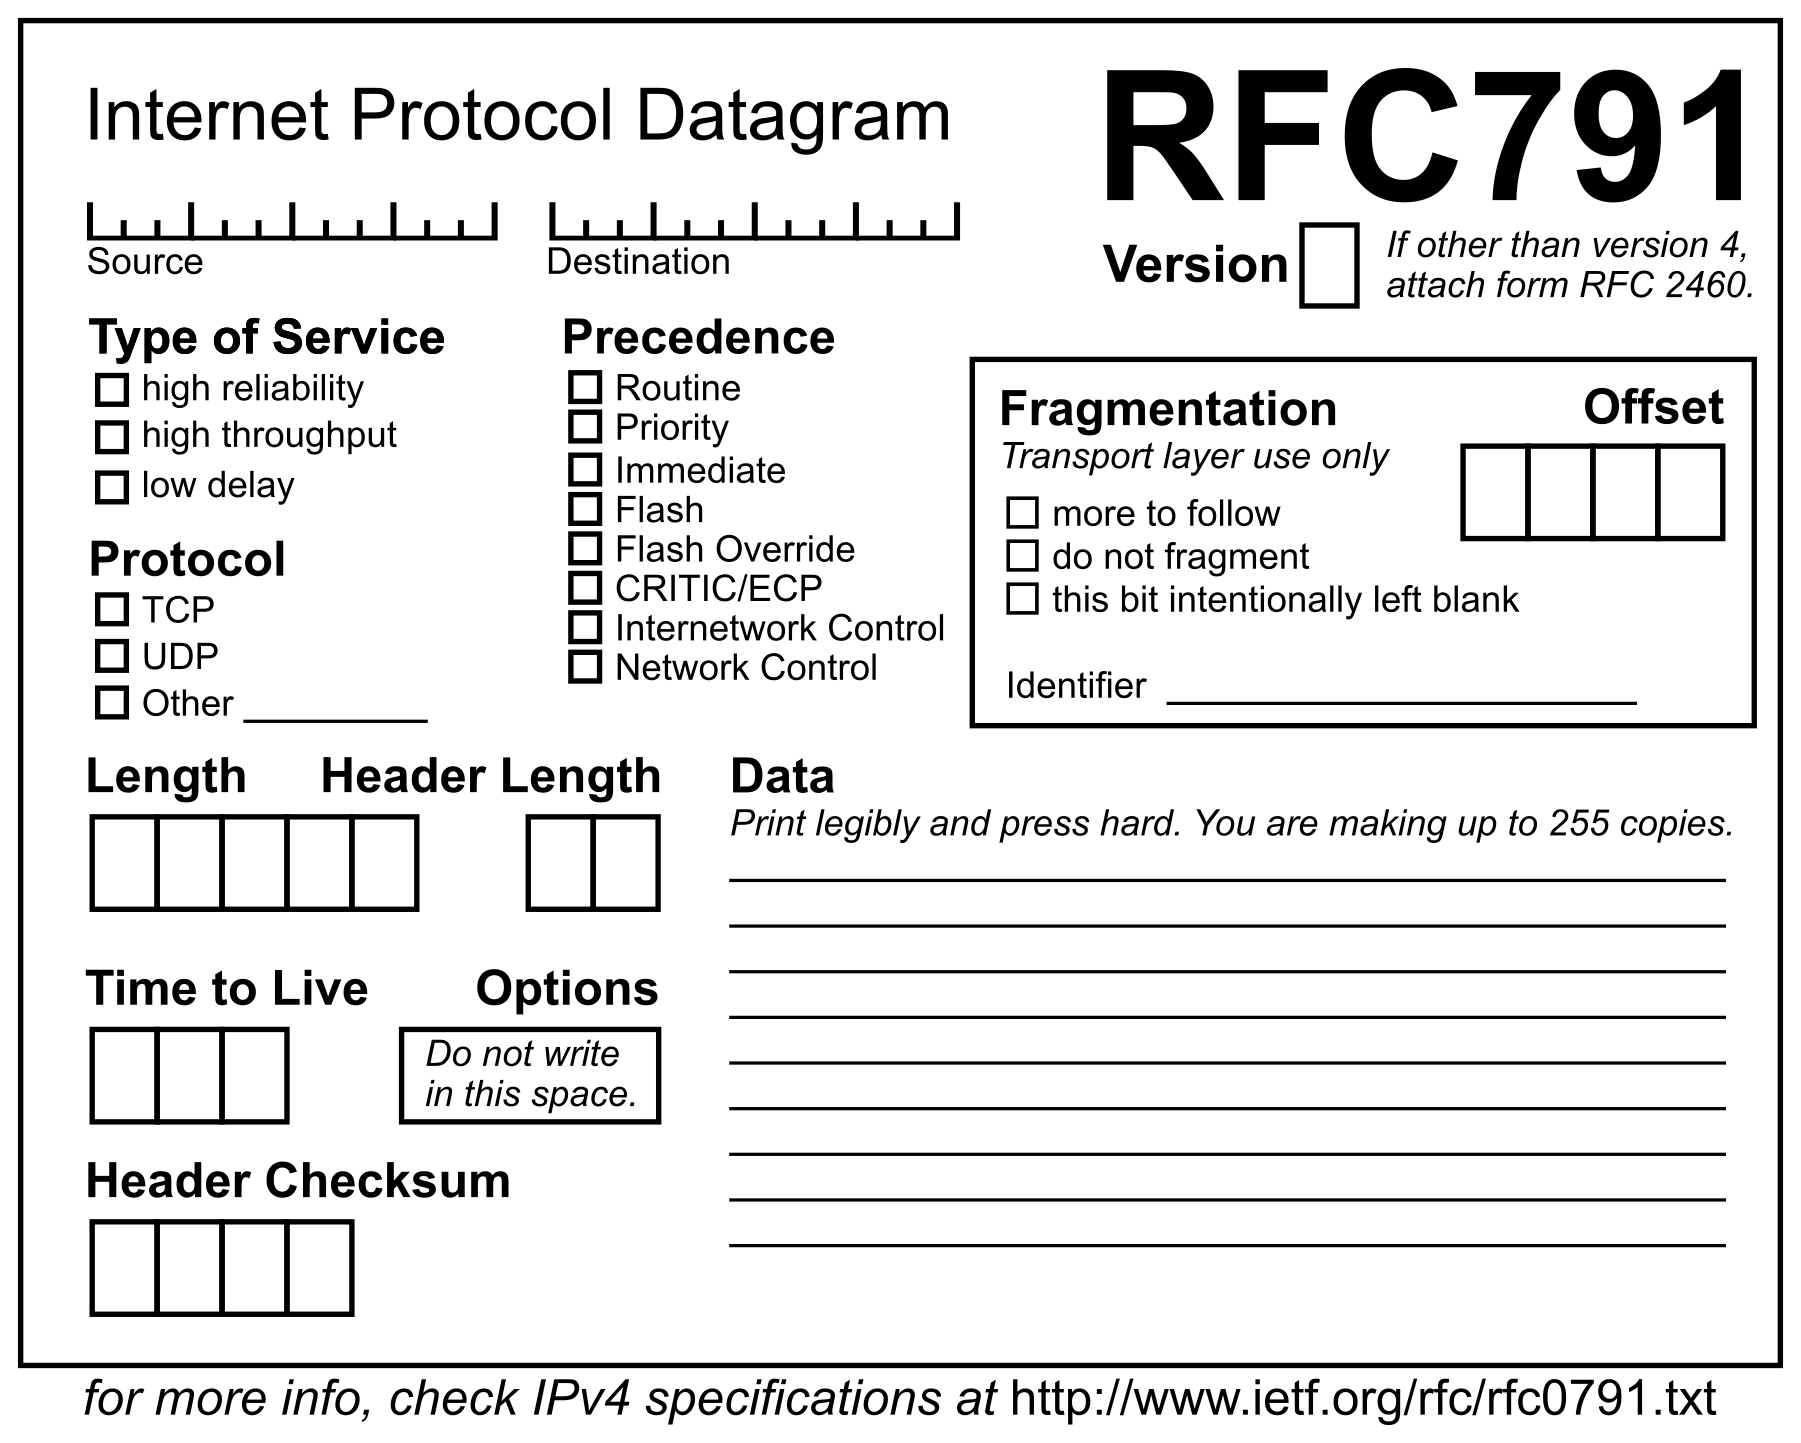 Internet Protocol Datagram
RFC791
Source
Destination
Version
If other than version 4,
attach form RFC 2460.
Type of Service
high reliability
high throughput
low delay
Protocol
TCP
UDP
Other
Precedence
Routine
Priority
Immediate
Flash
Flash Override
CRITIC/ECP
Internetwork Control
Network Control
Fragmentation
Transport layer use only
more to follow
do not fragment
this bit intentionally left blank
Offset
Identifier
Length
Header Length
Time to Live
Options
Do not write
in this space.
Header Checksum
Data
Print legibly and press hard. You are making up to 255 copies.
for more info, check IPv4 specifications at http://www.ietf.org/rfc/rfc0791.txt